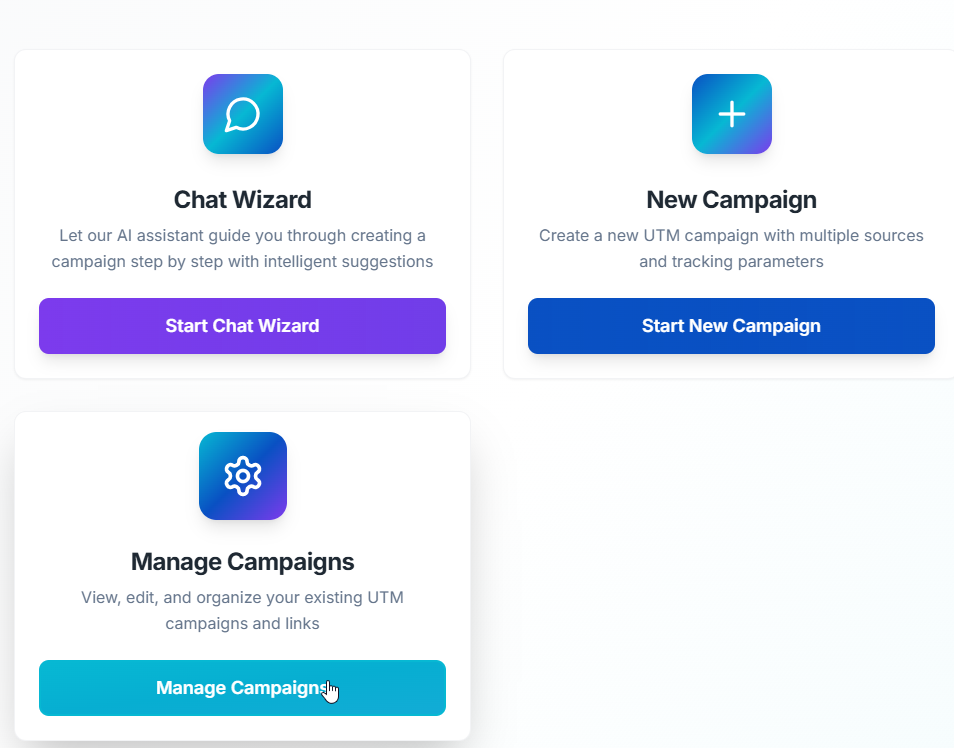 Chat Wizard
Let our AI assistant guide you through creating a
campaign step by step with intelligent suggestions
Start Chat Wizard
New Campaign
Create a new UTM campaign with multiple sources
and tracking parameters
Start New Campaign
Manage Campaigns
View, edit, and organize your existing UTM
campaigns and links
Manage Campaigns